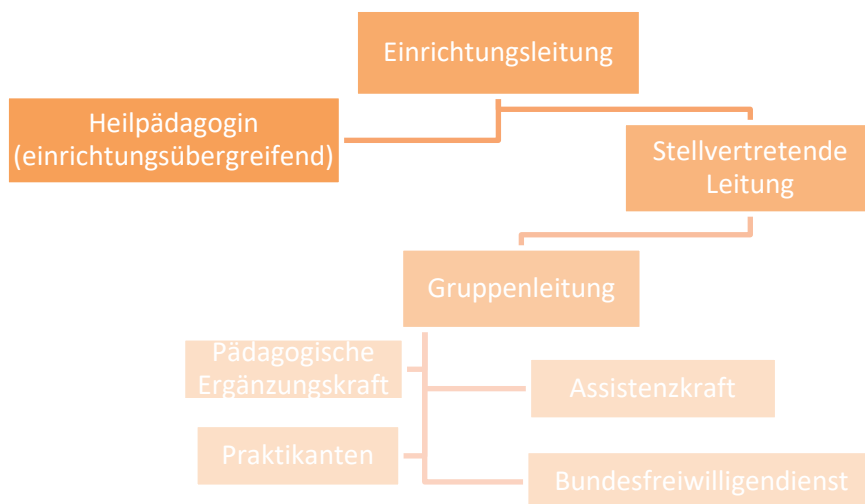 Einrichtungsleitung
Heilpädagogin
(einrichtungsübergreifend)
Stellvertretende
Leitung
Gruppenleitung
Pädagogische
Ergänzungskraft
Assistenzkraft
Praktikanten
Bundesfreiwilligendienst